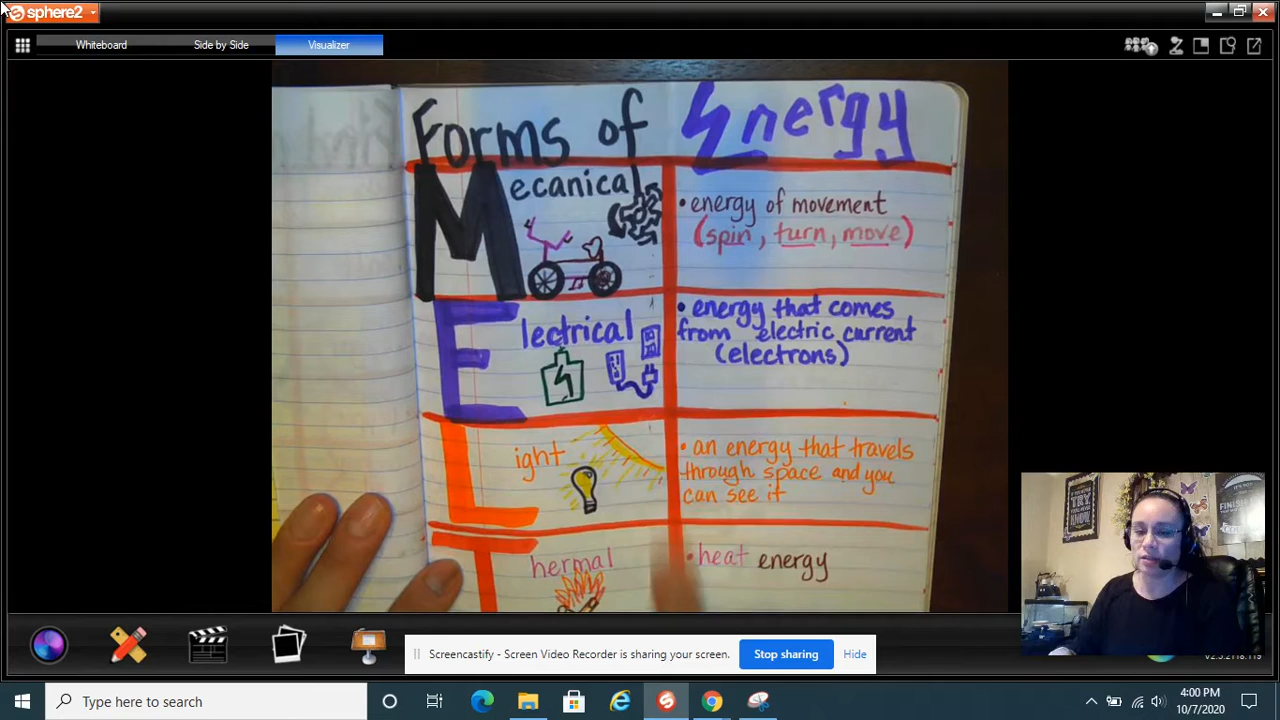 sphere2
Whiteboard
Side by Side
Visualizer
Forms of Energy
Mecanical
• energy of movement
(spin, turn, move)
Electrical
• energy that comes
from electric current
(electrons)
Light
• an energy that travels
through space and you
can see it
Thermal
• heat energy
Screencastify - Screen Video Recorder is sharing your screen.
Stop sharing
Hide
Type here to search
4:00 PM
10/7/2020